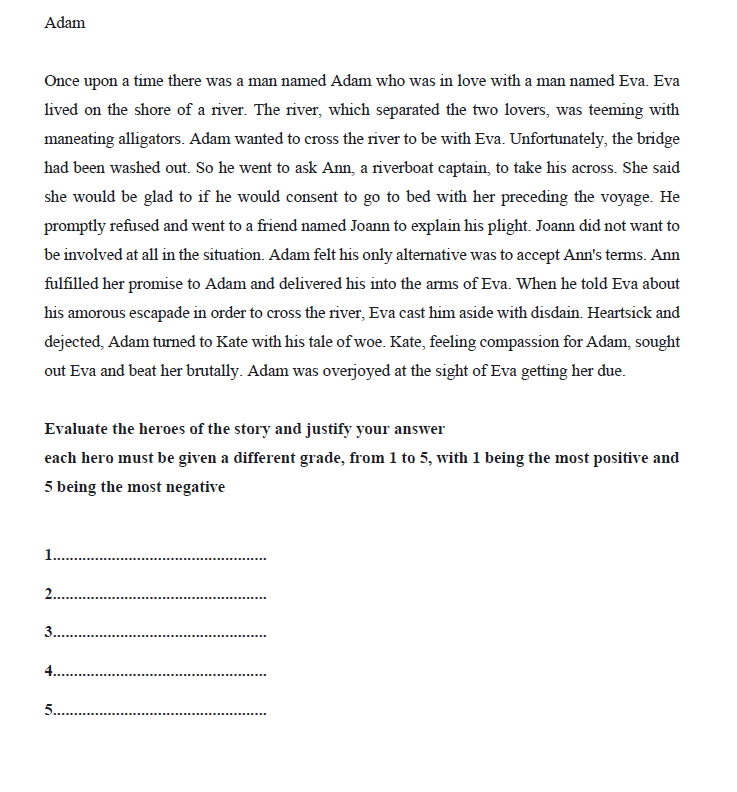 Adam
Once upon a time there was a man named Adam who was in love with a man named Eva. Eva
lived on the shore of a river. The river, which separated the two lovers, was teeming with
maneating alligators. Adam wanted to cross the river to be with Eva. Unfortunately, the bridge
had been washed out. So he went to ask Ann, a riverboat captain, to take his across. She said
she would be glad to if he would consent to go to bed with her preceding the voyage. He
promptly refused and went to a friend named Joann to explain his plight. Joann did not want to
be involved at all in the situation. Adam felt his only alternative was to accept Ann's terms. Ann
fulfilled her promise to Adam and delivered his into the arms of Eva. When he told Eva about
his amorous escapade in order to cross the river, Eva cast him aside with disdain. Heartsick and
dejected, Adam turned to Kate with his tale of woe. Kate, feeling compassion for Adam, sought
out Eva and beat her brutally. Adam was overjoyed at the sight of Eva getting her due.
Evaluate the heroes of the story and justify your answer
each hero must be given a different grade, from 1 to 5, with 1 being the most positive and
5 being the most negative
1....................................................
2....................................................
3....................................................
4....................................................
5....................................................